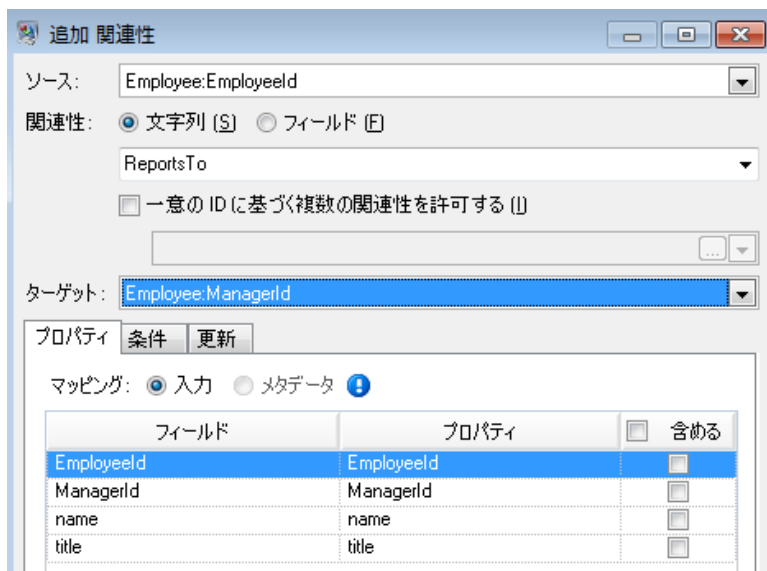 追加 関連性
ソース: Employee:EmployeeId
関連性: 文字列 (S) フィールド (F)
ReportsTo
一意の ID に基づく複数の関連性を許可する (I)
...
ターゲット: Employee:ManagerId
プロパティ 条件 更新
マッピング: 入力 メタデータ
フィールド プロパティ 含める
EmployeeId EmployeeId
ManagerId ManagerId
name name
title title